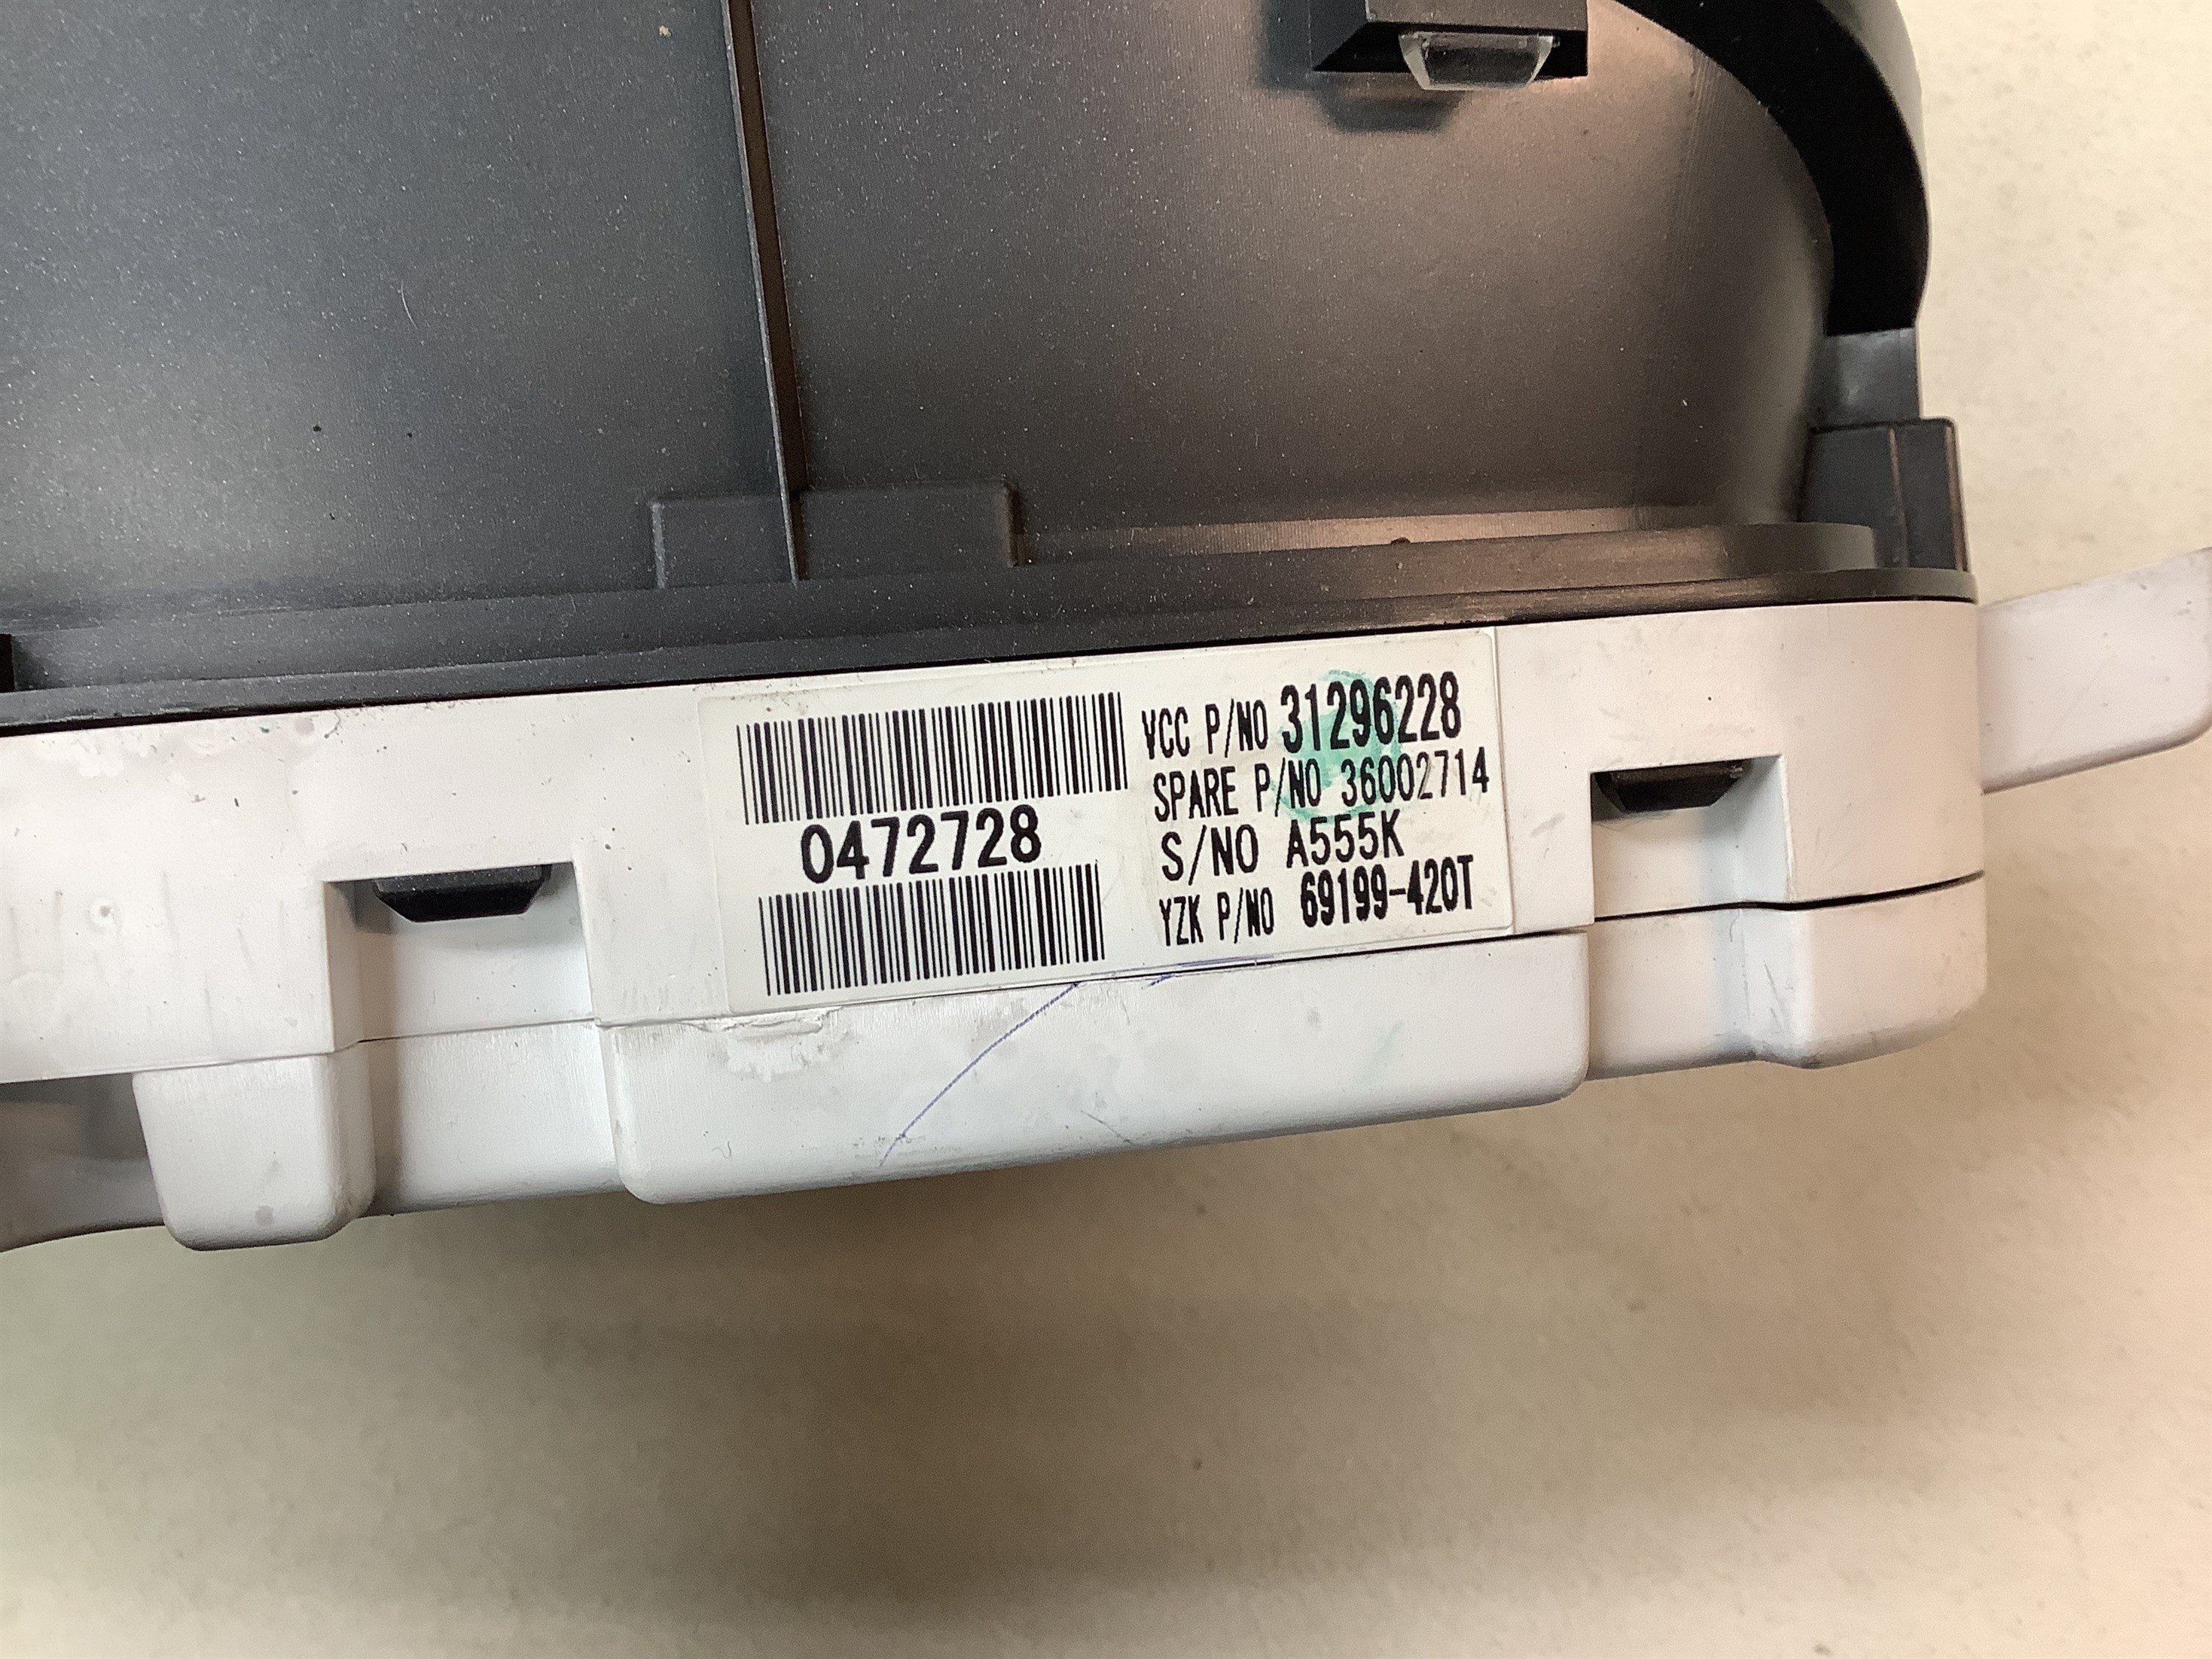 0472728
VCC P/NO 31296228
SPARE P/NO 36002714
S/NO A555K
YZK P/NO 69199-420T